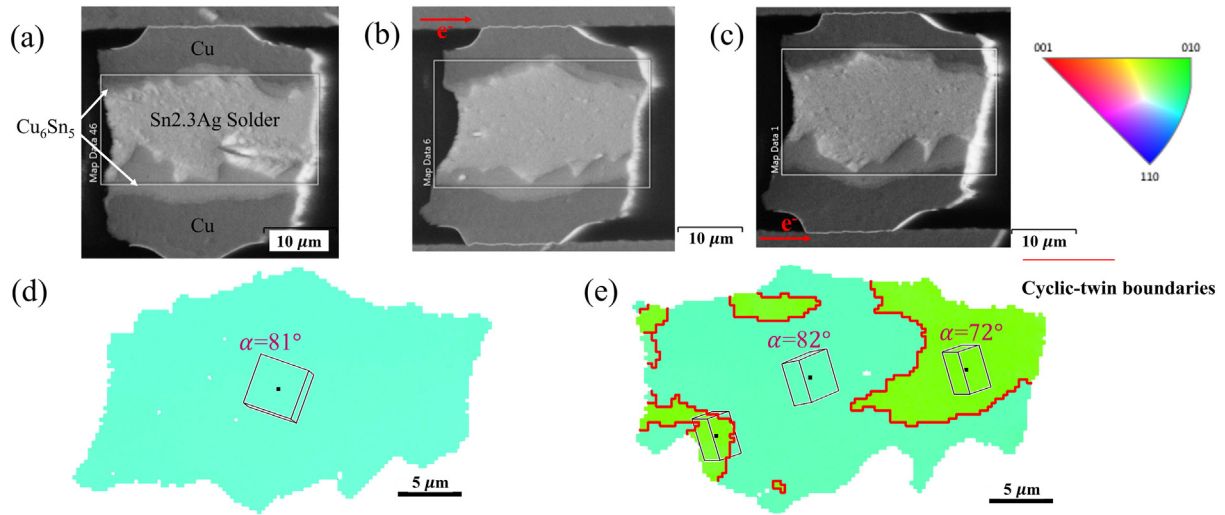 (a)
Cu
Cu₆Sn₅
Sn2.3Ag Solder
Map Data 46
Cu
10 μm
(b)
e⁻
Map Data 6
10 μm
(c)
Map Data 1
e⁻
10 μm
001
010
110
Cyclic-twin boundaries
(d)
α=81°
5 μm
(e)
α=82°
α=72°
5 μm